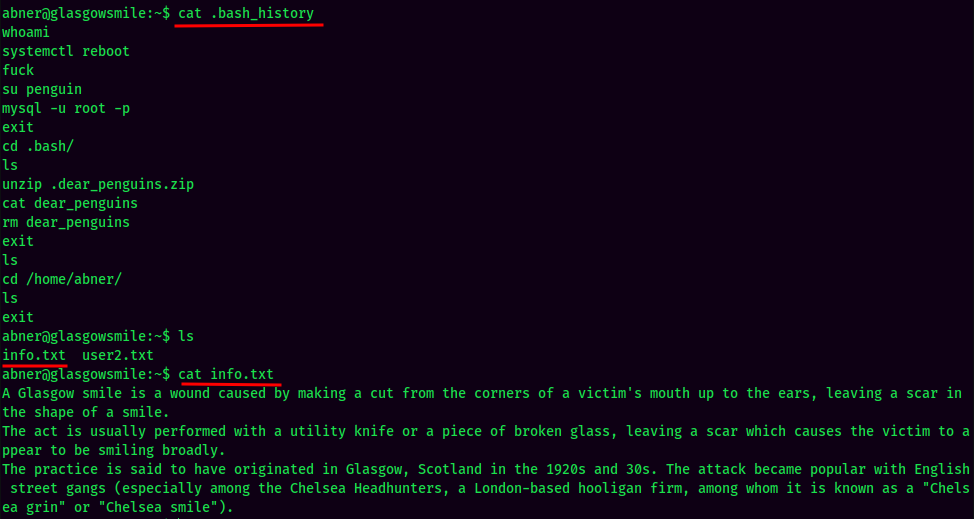 abner@glasgowsmile:~$ cat .bash_history
whoami
systemctl reboot
fuck
su penguin
mysql -u root -p
exit
cd .bash/
ls
unzip .dear_penguins.zip
cat dear_penguins
rm dear_penguins
exit
ls
cd /home/abner/
ls
exit
abner@glasgowsmile:~$ ls
info.txt  user2.txt
abner@glasgowsmile:~$ cat info.txt
A Glasgow smile is a wound caused by making a cut from the corners of a victim's mouth up to the ears, leaving a scar in
the shape of a smile.
The act is usually performed with a utility knife or a piece of broken glass, leaving a scar which causes the victim to a
ppear to be smiling broadly.
The practice is said to have originated in Glasgow, Scotland in the 1920s and 30s. The attack became popular with English
 street gangs (especially among the Chelsea Headhunters, a London-based hooligan firm, among whom it is known as a "Chels
ea grin" or "Chelsea smile").